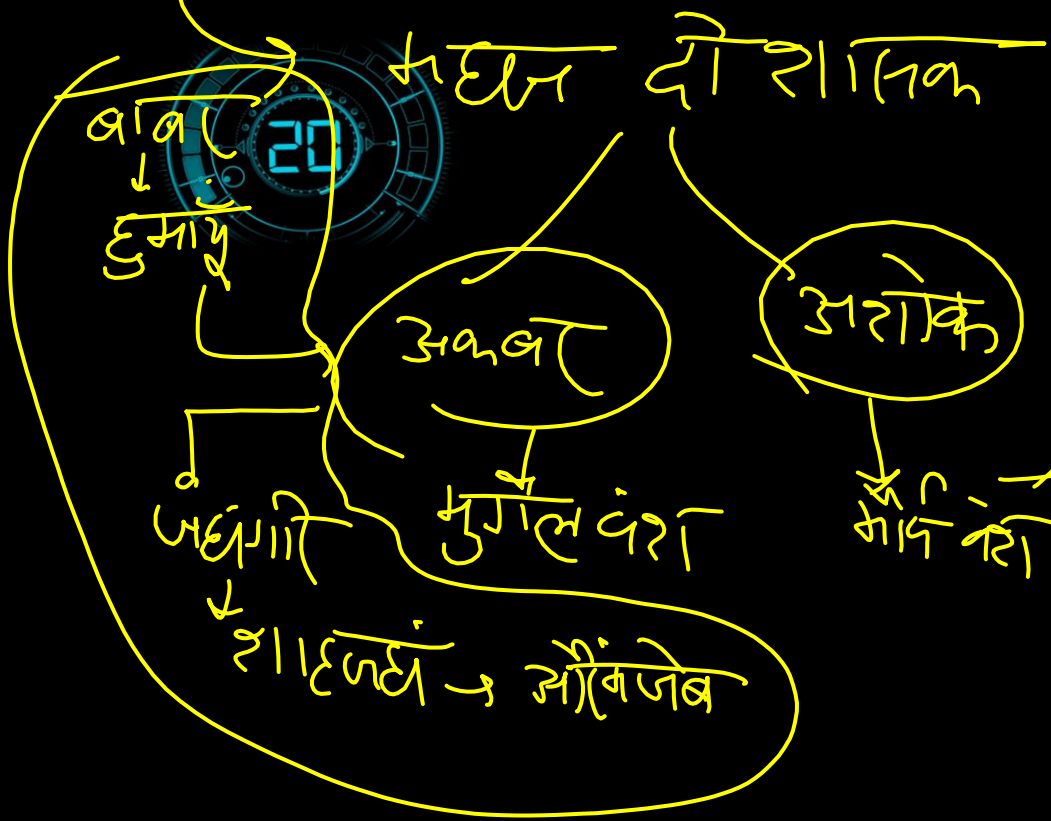 महान दो शासक
बाबर
20
हुमायूँ
अकबर
अशोक
जहांगीर
मुगल वंश
मौर्य वंश
शाहजहां → औरंगजेब